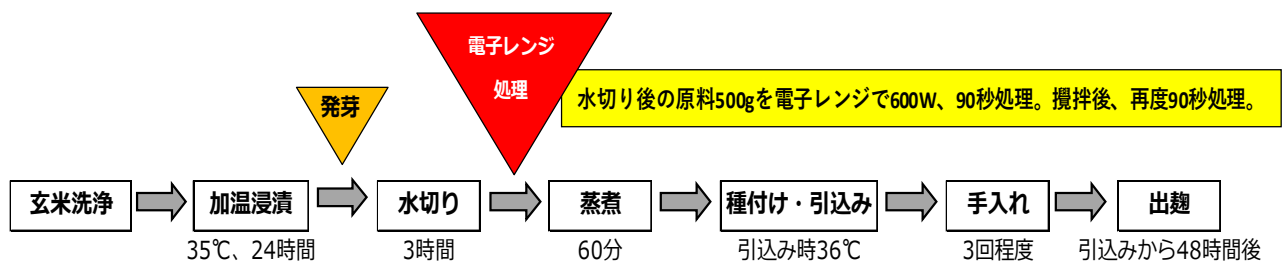 電子レンジ
処理
水切り後の原料500gを電子レンジで600W、90秒処理。攪拌後、再度90秒処理。
発芽
玄米洗浄
加温浸漬
水切り
蒸煮
種付け・引込み
手入れ
出麹
35℃、24時間
3時間
60分
引込み時36℃
3回程度
引込みから48時間後